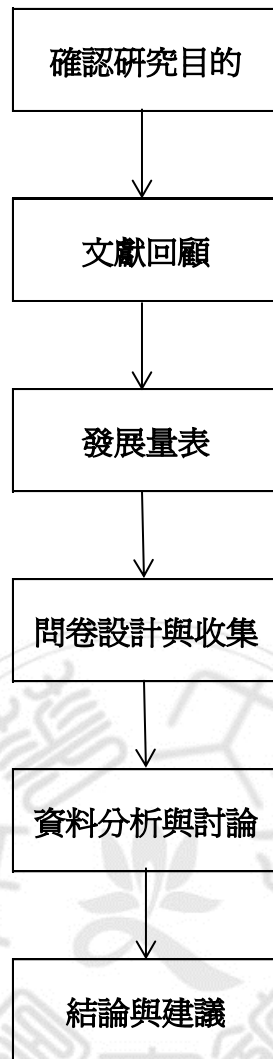 確認研究目的
文獻回顧
發展量表
問卷設計與收集
資料分析與討論
結論與建議